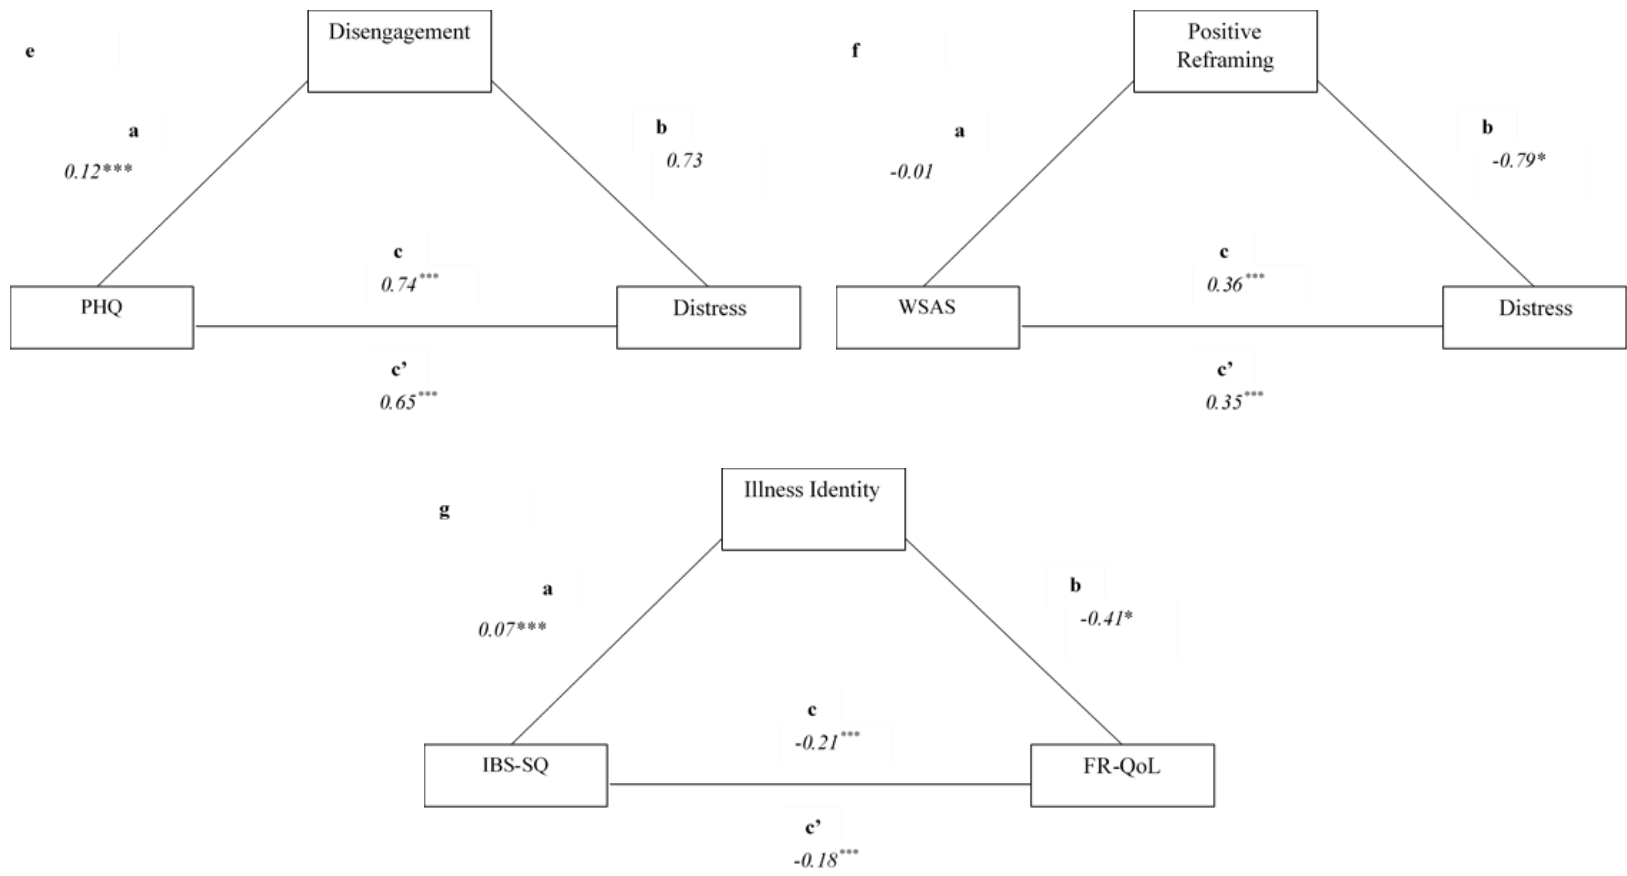 e
Disengagement
a
0.12***
b
0.73
c
0.74***
PHQ
Distress
c’
0.65***
f
Positive
Reframing
a
-0.01
b
-0.79*
c
0.36***
WSAS
Distress
c’
0.35***
g
Illness Identity
a
0.07***
b
-0.41*
c
-0.21***
IBS-SQ
FR-QoL
c’
-0.18***